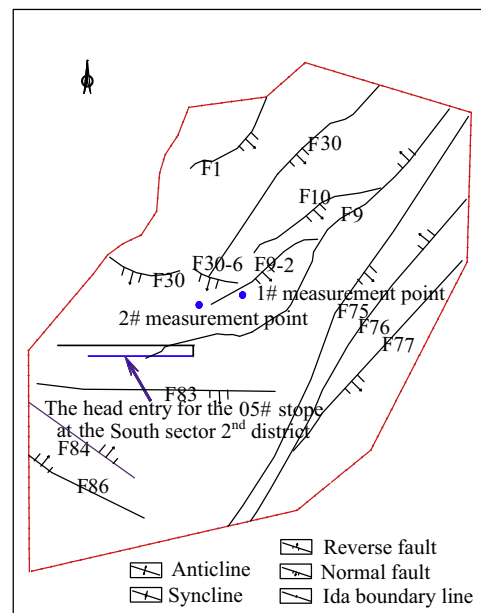 F1
F30
F10
F9
F30
F30-6
F9-2
1# measurement point
2# measurement point
F75
F76
F77
F83
The head entry for the 05# stope
at the South sector 2nd district
F84
F86
Reverse fault
Anticline
Normal fault
Syncline
Ida boundary line